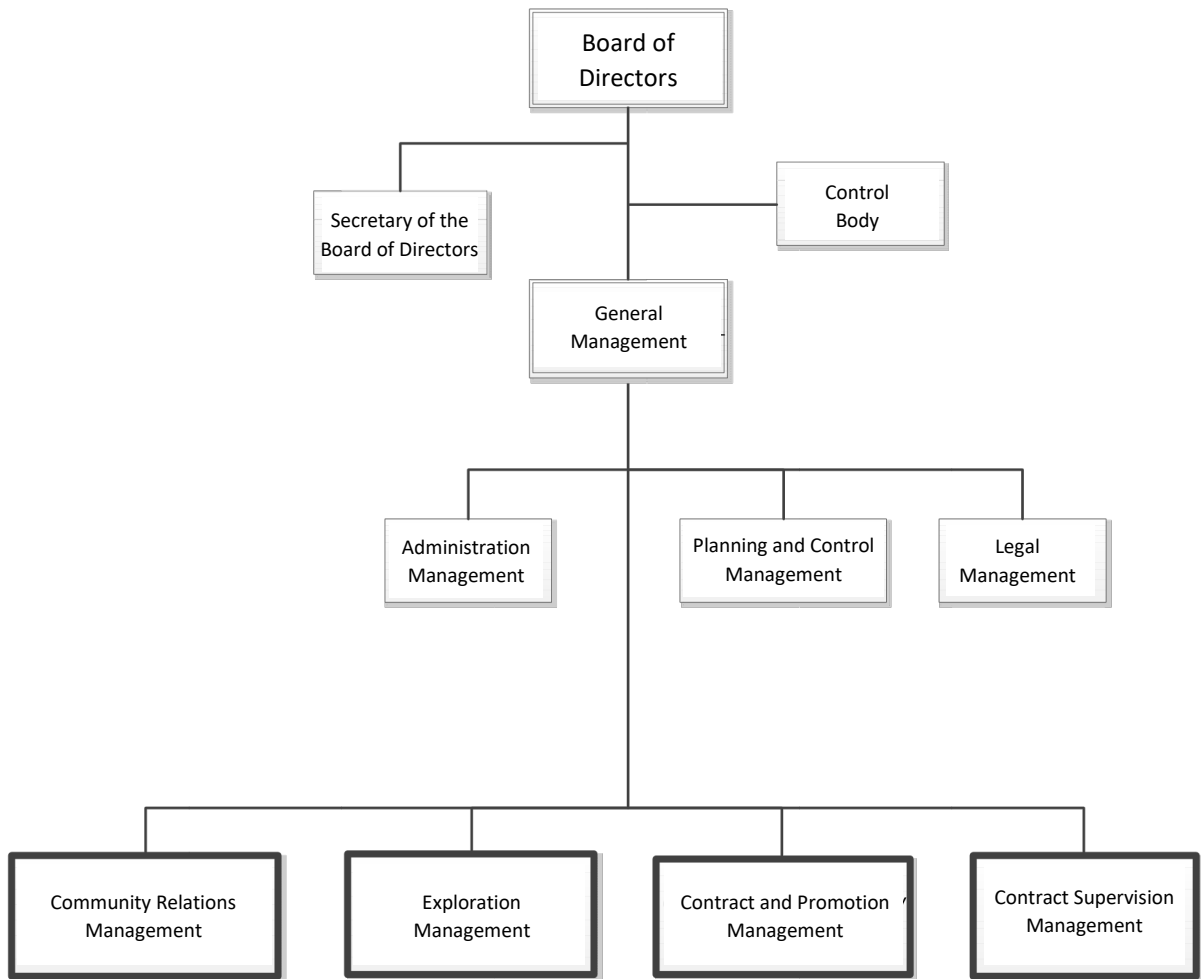 Board of
Directors
Secretary of the
Board of Directors
Control
Body
General
Management
Administration
Management
Planning and Control
Management
Legal
Management
Community Relations
Management
Exploration
Management
Contract and Promotion
Management
Contract Supervision
Management